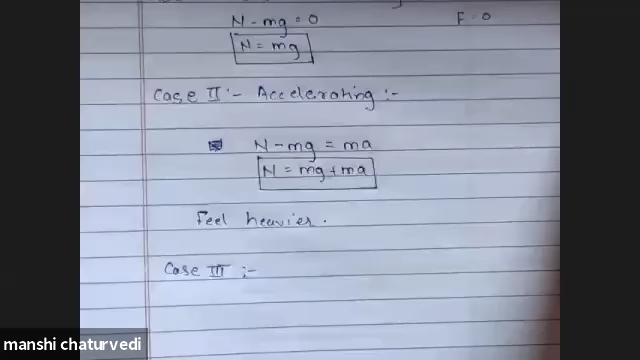 N - mg = 0
F = 0
N = mg
Case II :- Accelerating :-
N - mg = ma
N = mg + ma
Feel heavier.
Case III :-
manshi chaturvedi